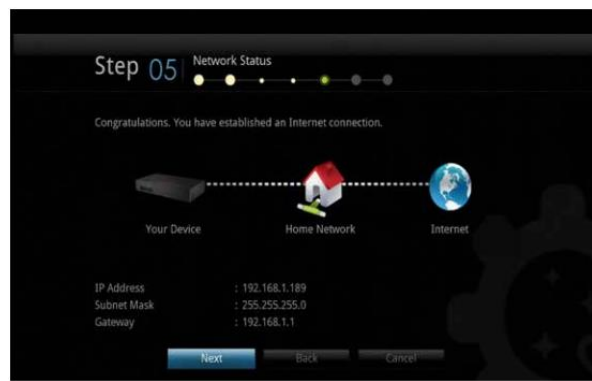 Step 05 Network Status
Congratulations. You have established an Internet connection.
Your Device Home Network Internet
IP Address : 192.168.1.189
Subnet Mask : 255.255.255.0
Gateway : 192.168.1.1
Next Back Cancel